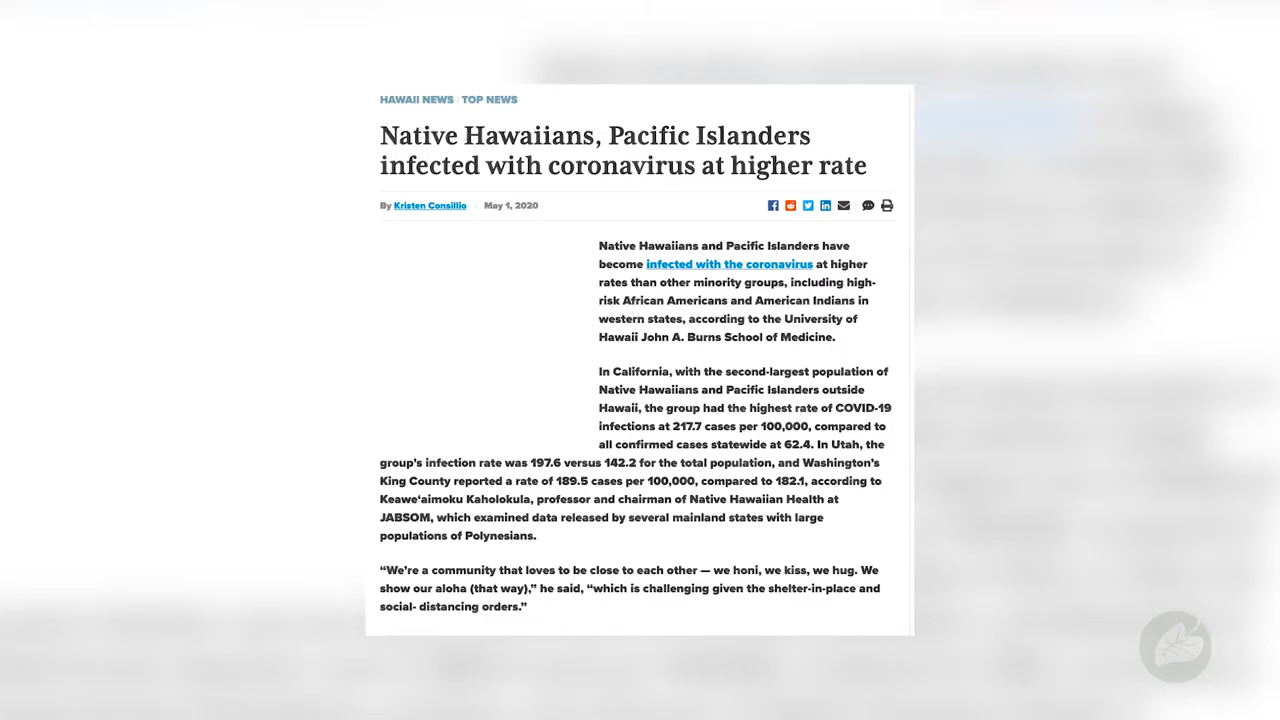 HAWAII NEWS | TOP NEWS
Native Hawaiians, Pacific Islanders
infected with coronavirus at higher rate
By Kristen Consillio May 1, 2020
Native Hawaiians and Pacific Islanders have
become infected with the coronavirus at higher
rates than other minority groups, including high-
risk African Americans and American Indians in
western states, according to the University of
Hawaii John A. Burns School of Medicine.
In California, with the second-largest population of
Native Hawaiians and Pacific Islanders outside
Hawaii, the group had the highest rate of COVID-19
infections at 217.7 cases per 100,000, compared to
all confirmed cases statewide at 62.4. In Utah, the
group’s infection rate was 197.6 versus 142.2 for the total population, and Washington’s
King County reported a rate of 189.5 cases per 100,000, compared to 182.1, according to
Keawe‘aimoku Kaholokula, professor and chairman of Native Hawaiian Health at
JABSOM, which examined data released by several mainland states with large
populations of Polynesians.
“We’re a community that loves to be close to each other — we honi, we kiss, we hug. We
show our aloha (that way),” he said, “which is challenging given the shelter-in-place and
social- distancing orders.”